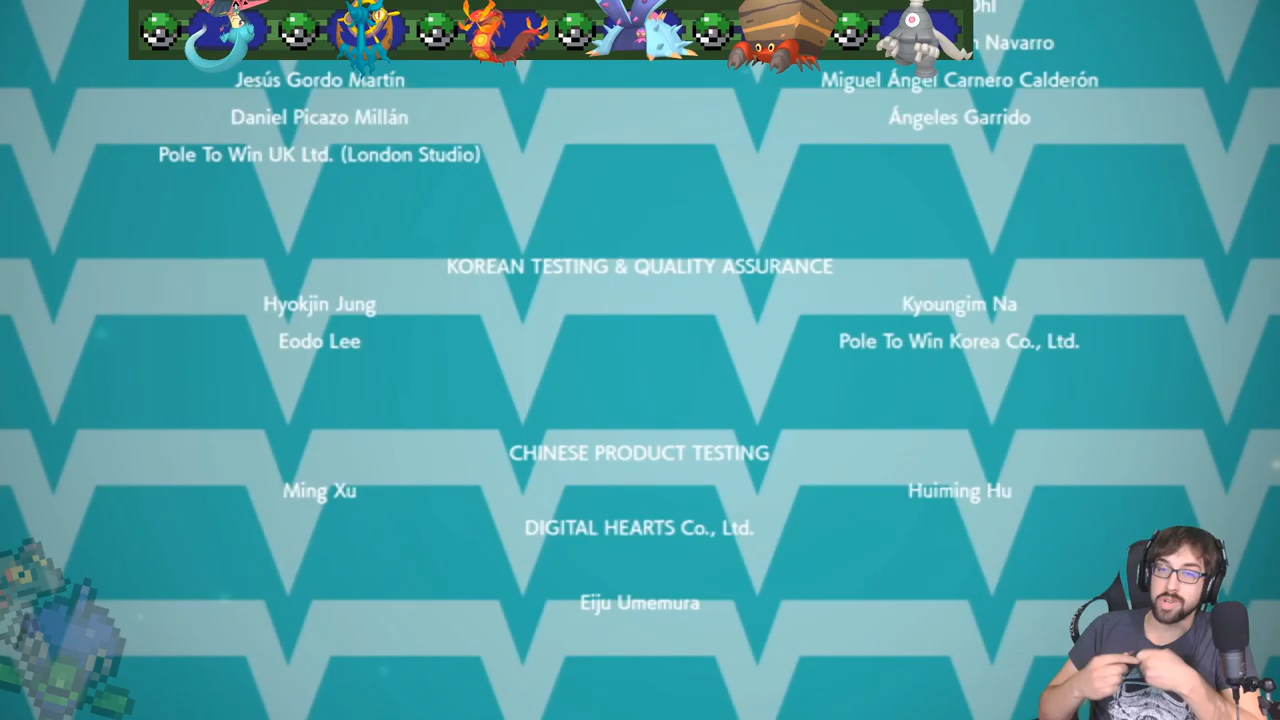 Navarro
Jesús Gordo Martín Miguel Ángel Carnero Calderón
Daniel Picazo Millán Ángeles Garrido
Pole To Win UK Ltd. (London Studio)
KOREAN TESTING & QUALITY ASSURANCE
Hyokjin Jung Kyoungim Na
Eodo Lee Pole To Win Korea Co., Ltd.
CHINESE PRODUCT TESTING
Ming Xu Huiming Hu
DIGITAL HEARTS Co., Ltd.
Eiju Umemura